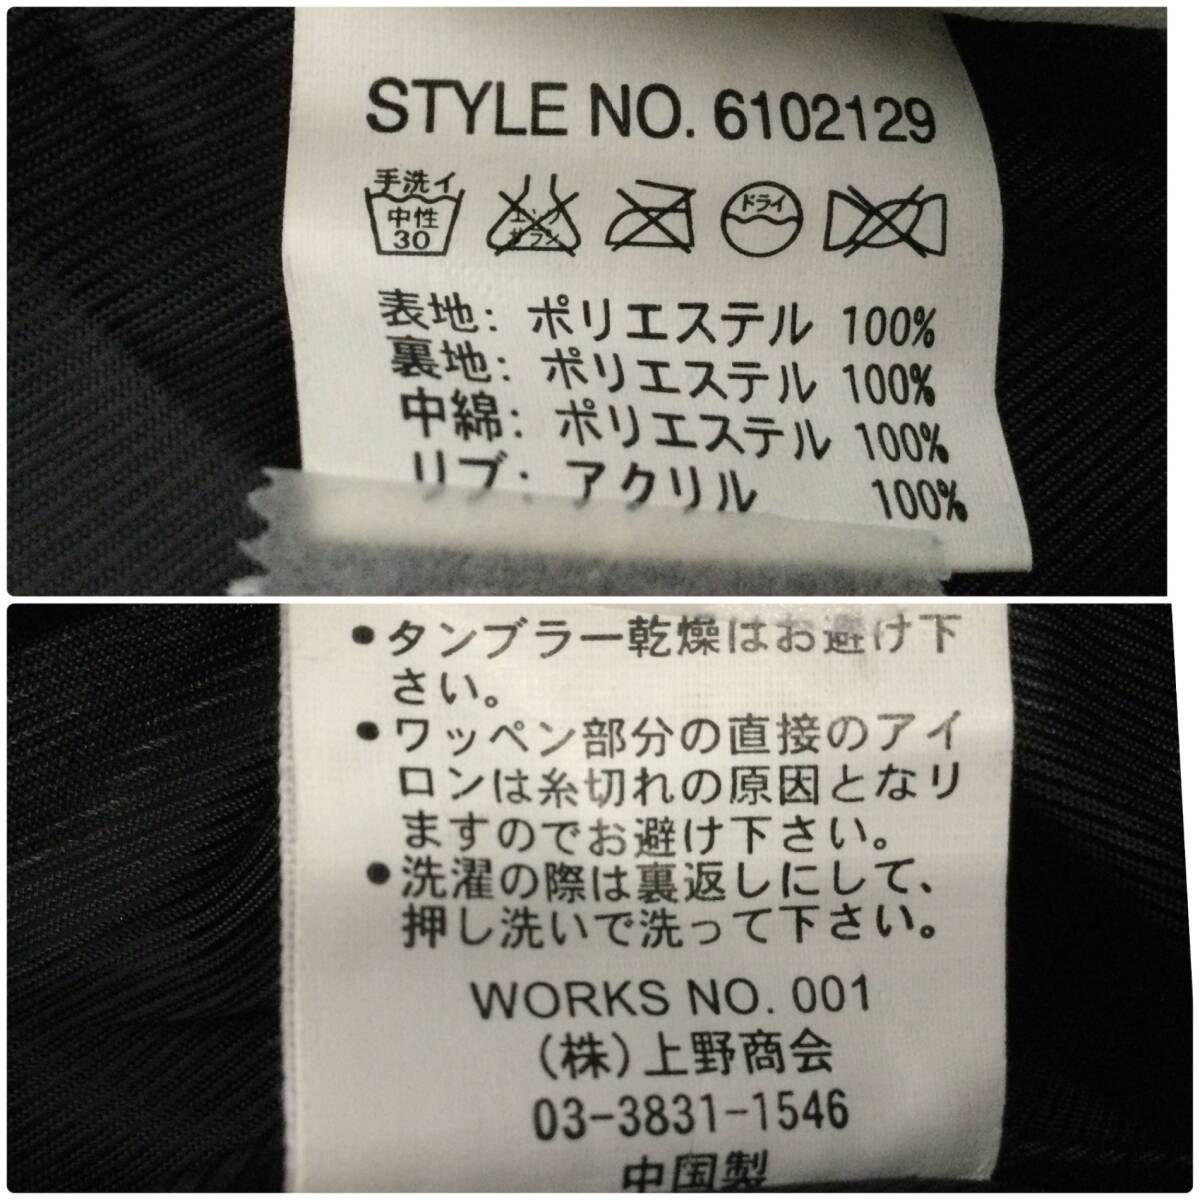 STYLE NO. 6102129
手洗イ
中性
30
エンソ
サラシ
ドライ
表地: ポリエステル 100%
裏地: ポリエステル 100%
中綿: ポリエステル 100%
リブ: アクリル 100%
●タンブラー乾燥はお避け下
さい。
●ワッペン部分の直接のアイ
ロンは糸切れの原因となり
ますのでお避け下さい。
●洗濯の際は裏返しにして、
押し洗いで洗って下さい。
WORKS NO. 001
(株)上野商会
03-3831-1546
中国製